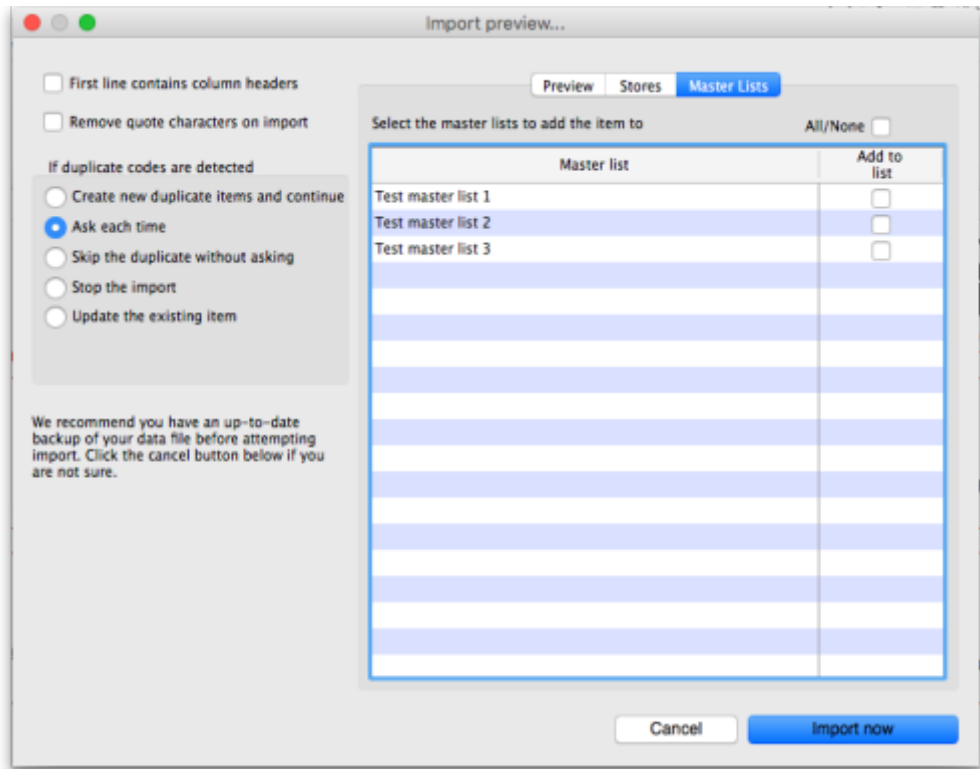 Import preview...
First line contains column headers
Remove quote characters on import
If duplicate codes are detected
Create new duplicate items and continue
Ask each time
Skip the duplicate without asking
Stop the import
Update the existing item
We recommend you have an up-to-date
backup of your data file before attempting
import. Click the cancel button below if you
are not sure.
Preview Stores Master Lists
Select the master lists to add the item to All/None
Master list Add to
list
Test master list 1
Test master list 2
Test master list 3
Cancel Import now